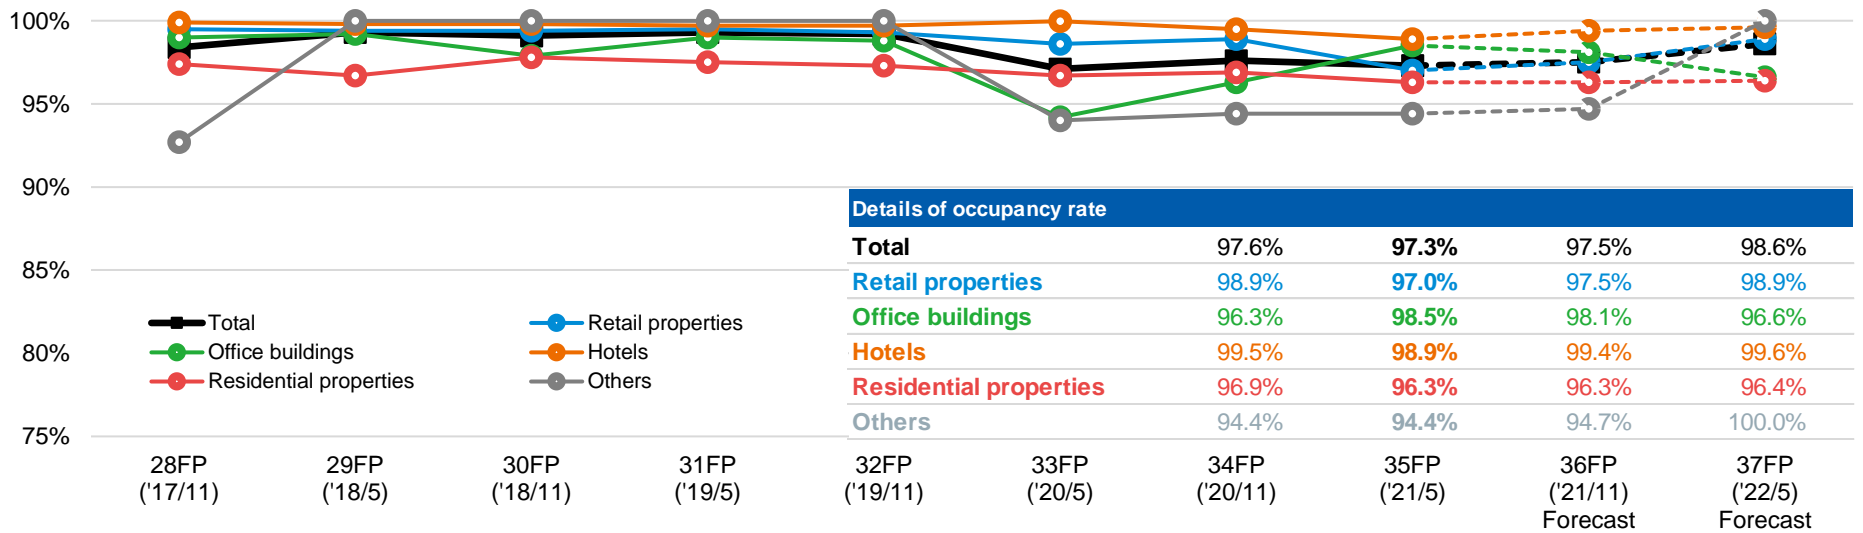 100%
95%
90%
85%
80%
75%
Total
Retail properties
Office buildings
Hotels
Residential properties
Others
Details of occupancy rate
Total 97.6% 97.3% 97.5% 98.6%
Retail properties 98.9% 97.0% 97.5% 98.9%
Office buildings 96.3% 98.5% 98.1% 96.6%
Hotels 99.5% 98.9% 99.4% 99.6%
Residential properties 96.9% 96.3% 96.3% 96.4%
Others 94.4% 94.4% 94.7% 100.0%
28FP 29FP 30FP 31FP 32FP 33FP 34FP 35FP 36FP 37FP
('17/11) ('18/5) ('18/11) ('19/5) ('19/11) ('20/5) ('20/11) ('21/5) ('21/11) ('22/5)
Forecast Forecast